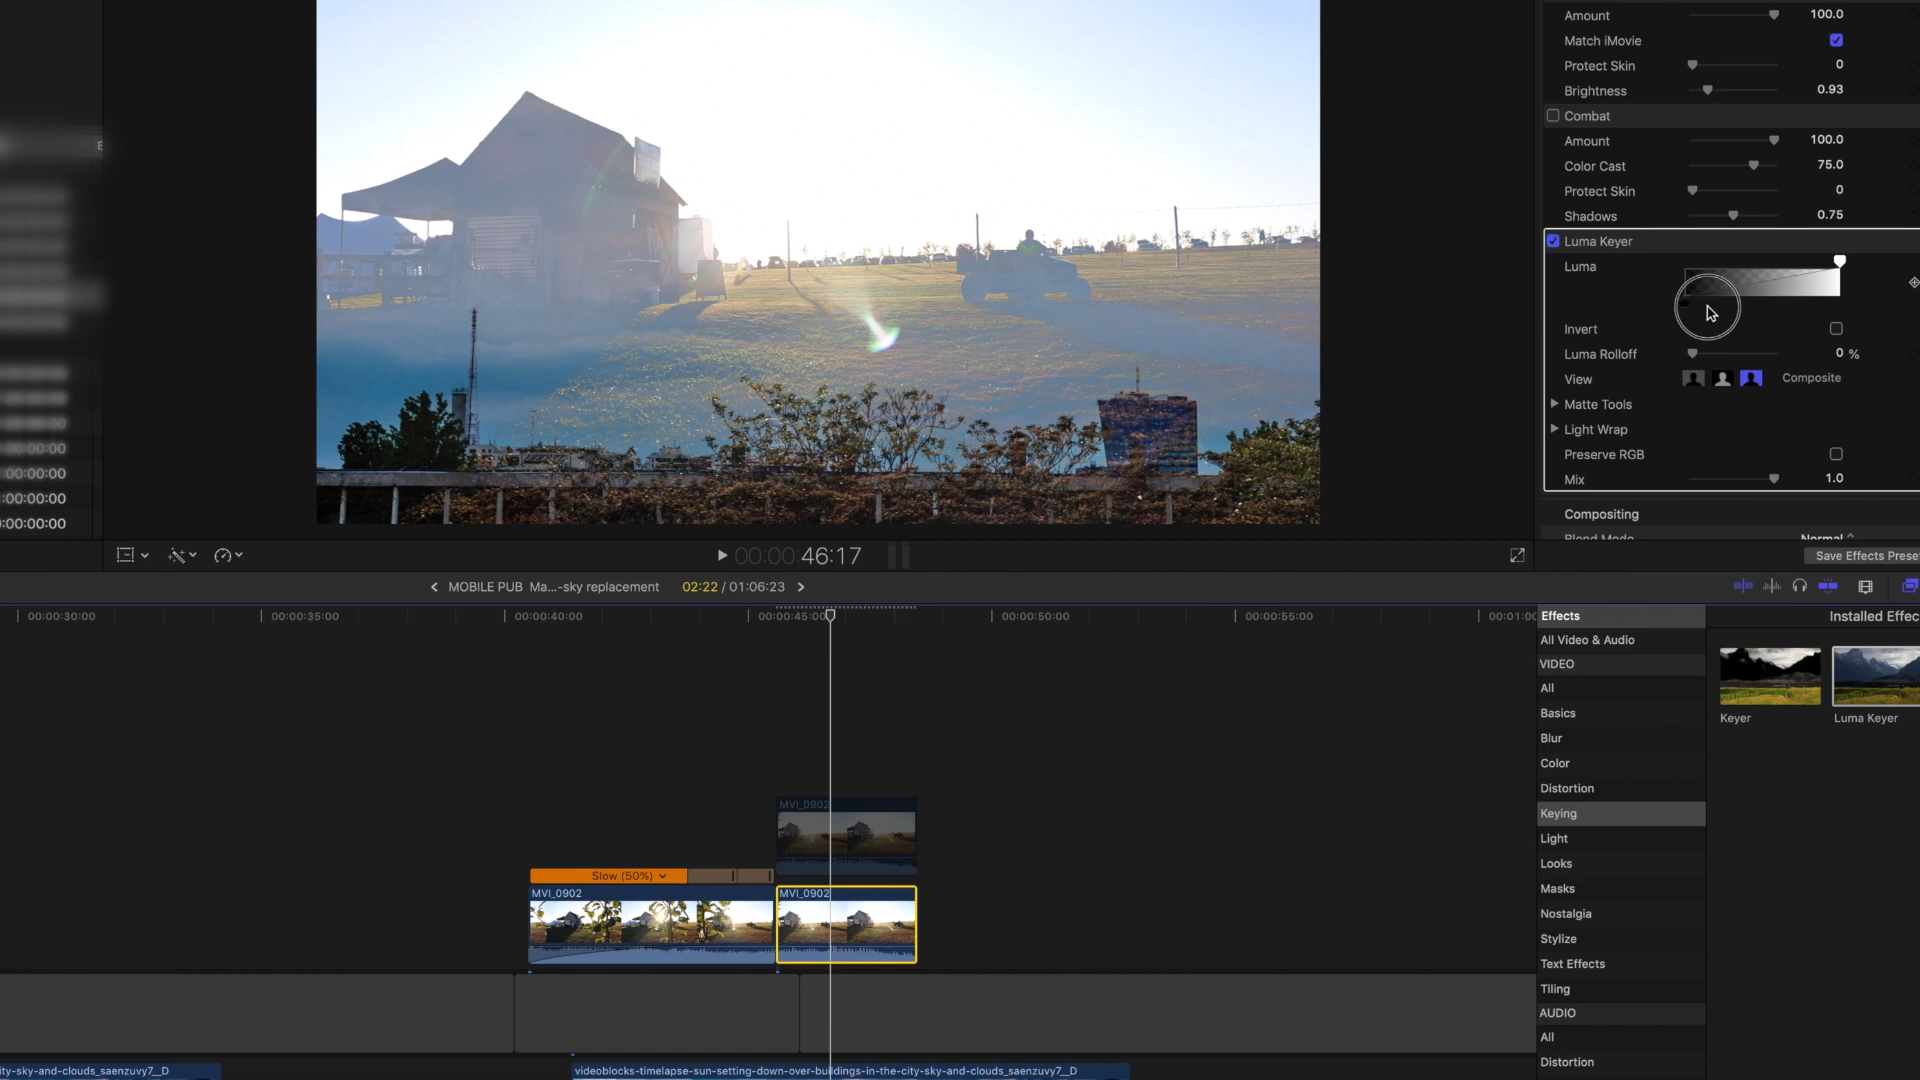 Amount 100.0
Match iMovie
Protect Skin 0
Brightness 0.93
Combat
Amount 100.0
Color Cast 75.0
Protect Skin 0
Shadows 0.75
Luma Keyer
Luma
Invert
Luma Rolloff 0 %
View Composite
Matte Tools
Light Wrap
Preserve RGB
Mix 1.0
Compositing
Normal
Save Effects Prese
00:00:00
00:00:00
:00:00:00
:00:00:00
:00:00:00
00:00:46:17
MOBILE PUB Ma...-sky replacement 02:22 / 01:06:23
00:00:30:00 00:00:35:00 00:00:40:00 00:00:45:00 00:00:50:00 00:00:55:00 00:01:00
Effects
Installed Effec
All Video & Audio
VIDEO
All
Basics
Blur
Color
Distortion
Keying
Light
Looks
Masks
Nostalgia
Stylize
Text Effects
Tiling
AUDIO
All
Distortion
Keyer
Luma Keyer
MVI_0902
Slow (50%)
MVI_0902
MVI_0902
ity-sky-and-clouds_saenzuvy7__D
videoblocks-timelapse-sun-setting-down-over-buildings-in-the-city-sky-and-clouds_saenzuvy7__D